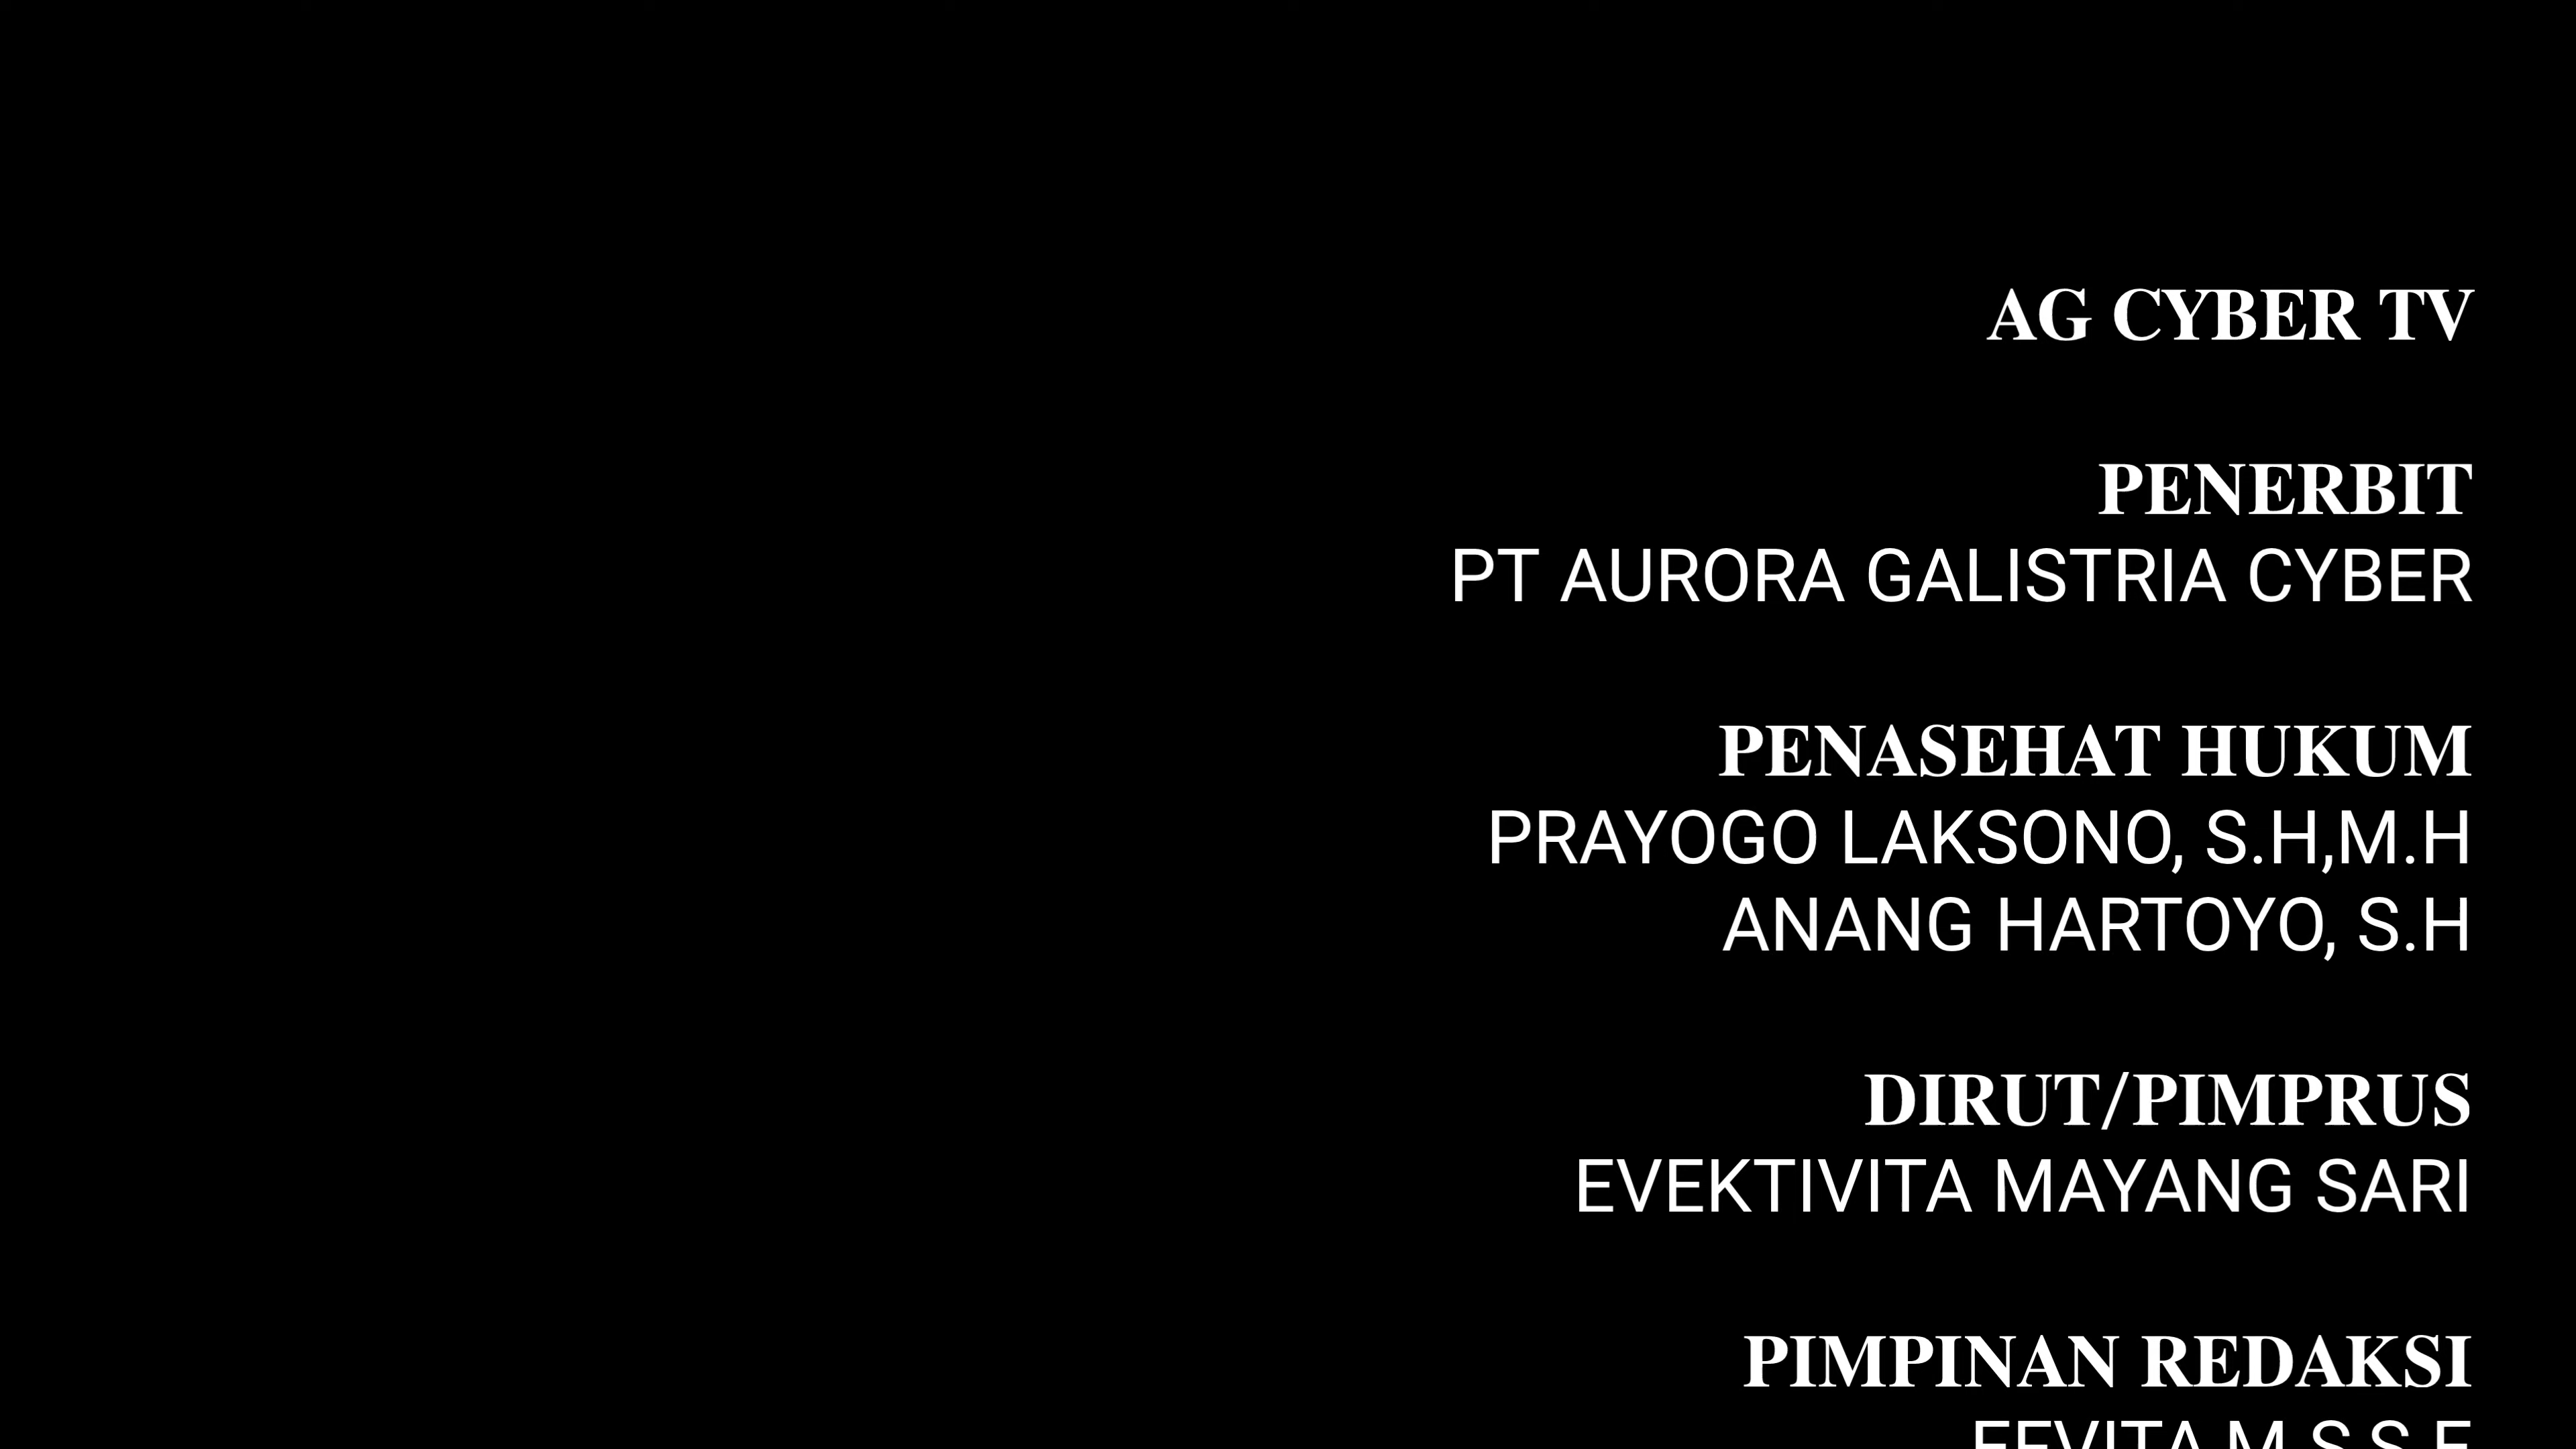 AG CYBER TV
PENERBIT
PT AURORA GALISTRIA CYBER
PENASEHAT HUKUM
PRAYOGO LAKSONO, S.H,M.H
ANANG HARTOYO, S.H
DIRUT/PIMPRUS
EVEKTIVITA MAYANG SARI
PIMPINAN REDAKSI